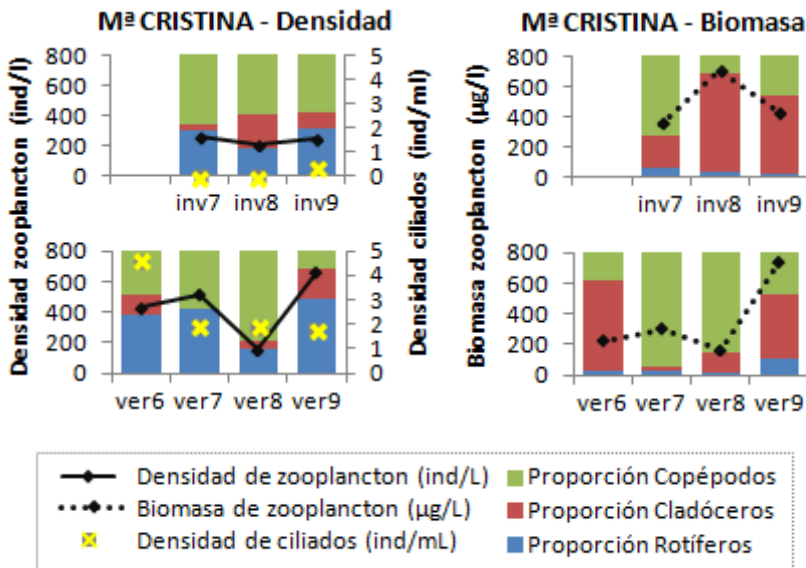 Mª CRISTINA - Densidad
Mª CRISTINA - Biomasa
Densidad zooplancton (ind/l)
800
600
400
200
0
5
4
3
2
1
0
inv7 inv8 inv9
Densidad ciliados (ind/ml)
800
600
400
200
0
5
4
3
2
1
0
ver6 ver7 ver8 ver9
Biomasa zooplancton (µg/l)
800
600
400
200
0
inv7 inv8 inv9
800
600
400
200
0
ver6 ver7 ver8 ver9
Densidad de zooplancton (ind/L)
Biomasa de zooplancton (µg/L)
Densidad de ciliados (ind/mL)
Proporción Copépodos
Proporción Cladóceros
Proporción Rotíferos